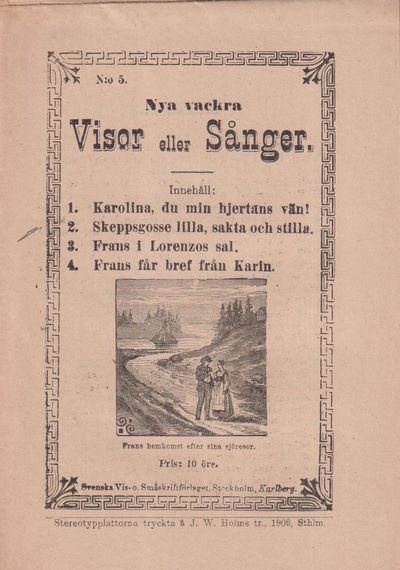 N:o 5.
Nya vackra
Visor eller Sånger.
Innehåll:
1. Karolina, du min hjertans vän!
2. Skeppsgosse lilla, sakta och stilla.
3. Frans i Lorenzos sal.
4. Frans får bref från Karin.
Frans hemkomst efter sina sjöresor.
Pris: 10 öre.
Svenska Vis- o. Småskriftförlaget, Stockholm, Karlberg.
Stereotypplattorna tryckta å J. W. Holms tr., 1906, Sthlm